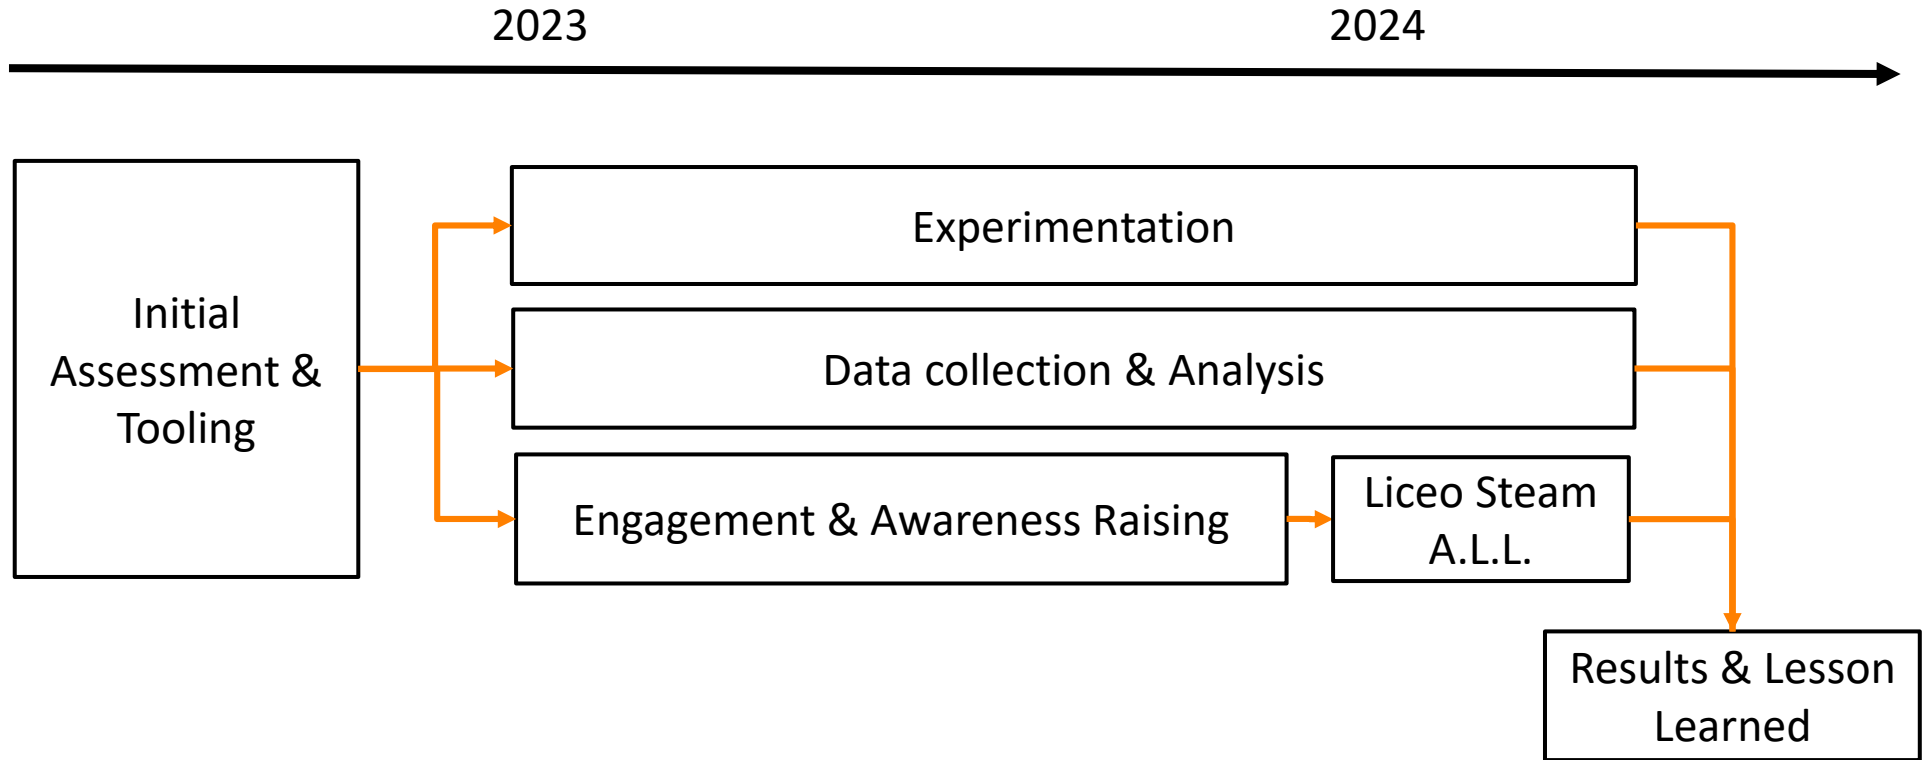 2023
2024
Initial
Assessment &
Tooling
Experimentation
Data collection & Analysis
Engagement & Awareness Raising
Liceo Steam
A.L.L.
Results & Lesson
Learned